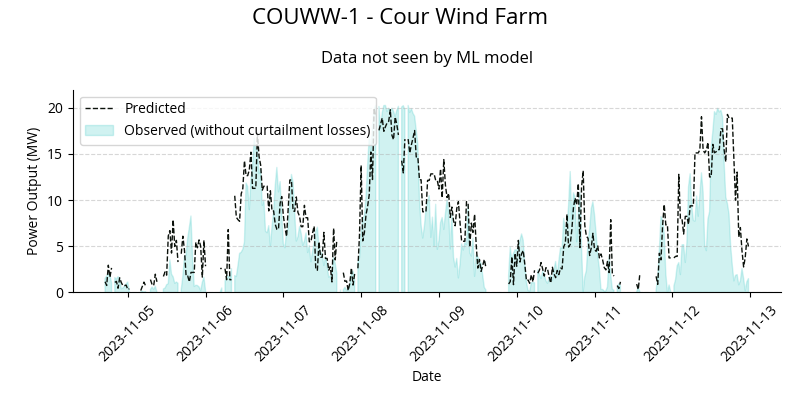 COUWW-1 - Cour Wind Farm
Data not seen by ML model
Predicted
Observed (without curtailment losses)
Power Output (MW)
20
15
10
5
0
2023-11-05
2023-11-06
2023-11-07
2023-11-08
2023-11-09
2023-11-10
2023-11-11
2023-11-12
2023-11-13
Date